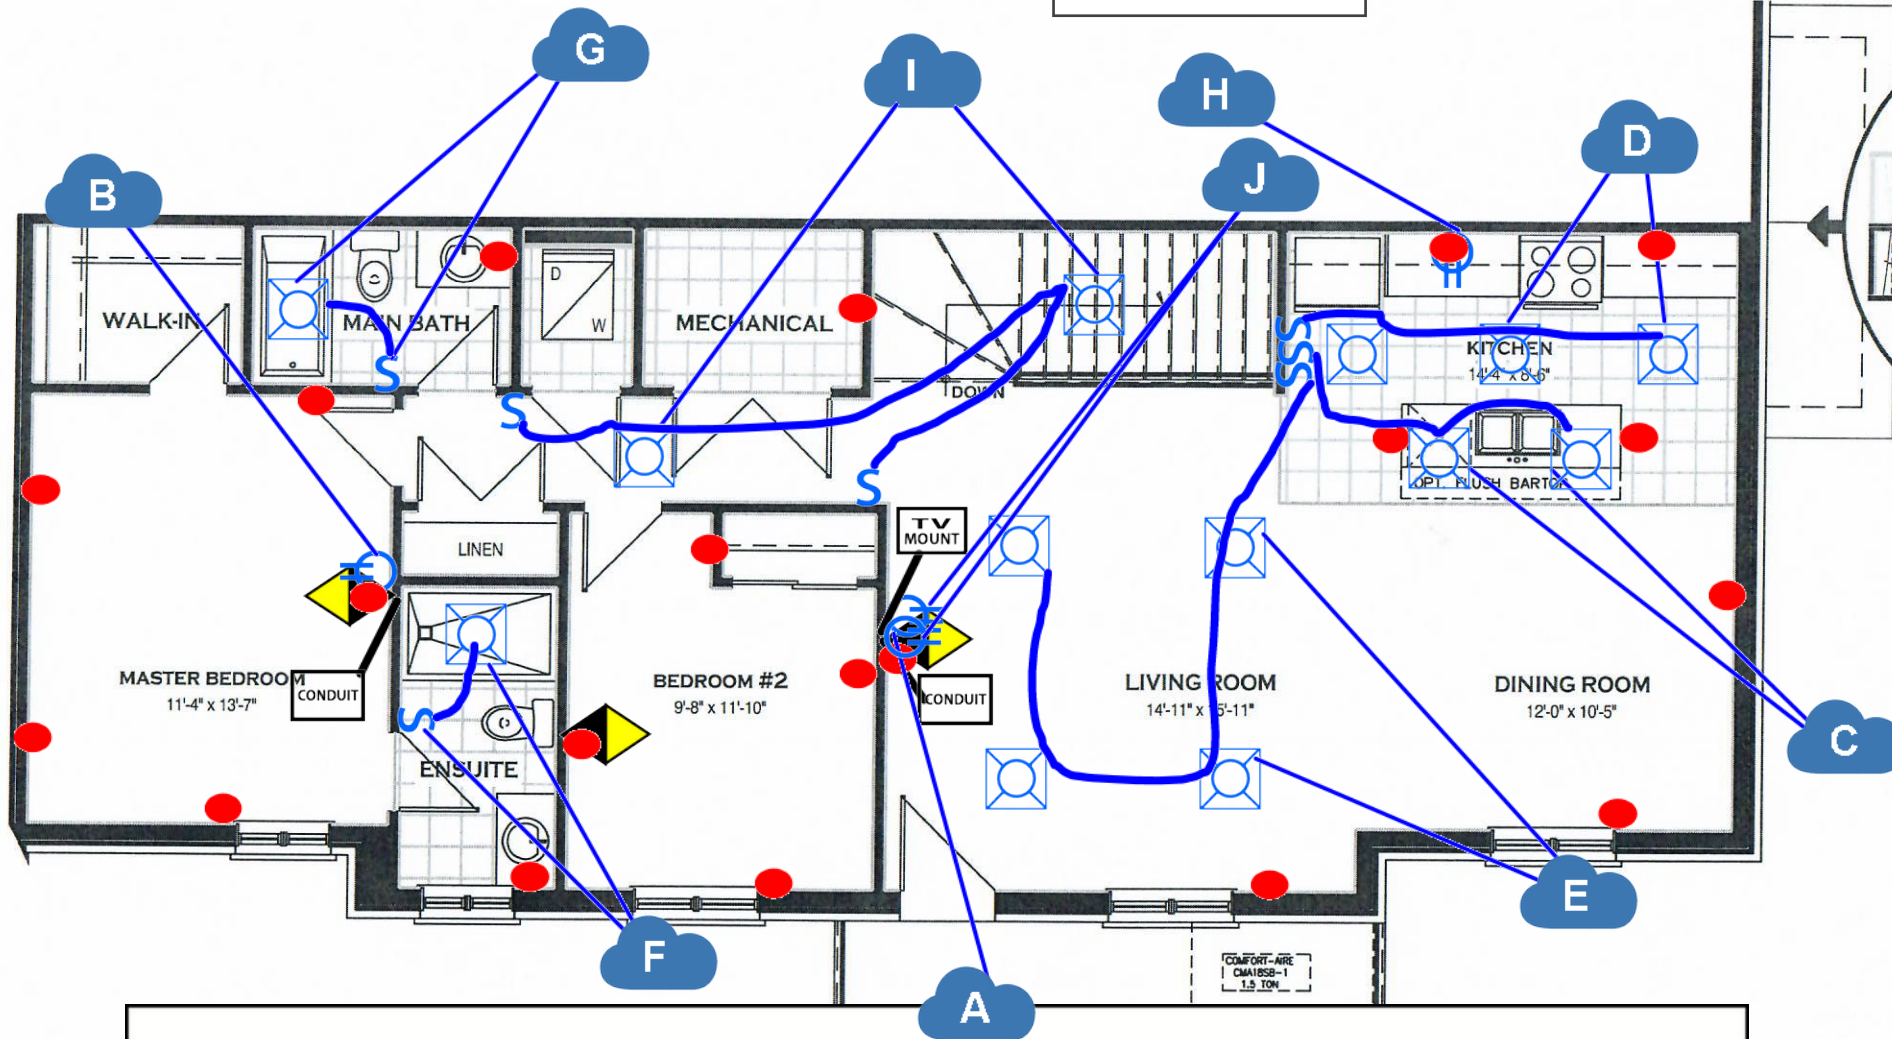 G
I
H
D
J
B
D
W
WALK-IN
MAIN BATH
MECHANICAL
KITCHEN
14'-4" x 8'-6"
DOWN
S
S
S
S
S
S
OPT. FLUSH BARTOP
TV
MOUNT
LINEN
MASTER BEDROOM
11'-4" x 13'-7"
CONDUIT
BEDROOM #2
9'-8" x 11'-10"
CONDUIT
LIVING ROOM
14'-11" x 15'-11"
DINING ROOM
12'-0" x 10'-5"
S
C
ENSUITE
E
F
COMFORT-AIRE
CMA18SB-1
1.5 TON
A